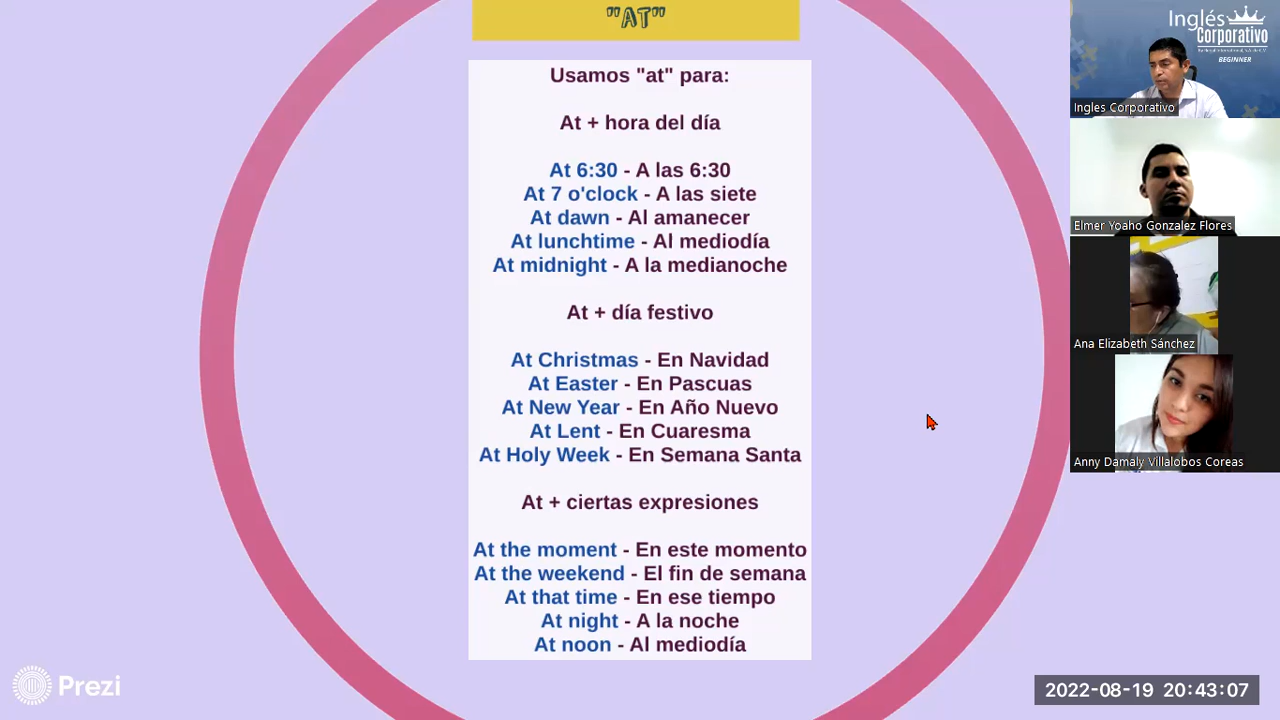 "AT"
Usamos "at" para:
At + hora del día
At 6:30 - A las 6:30
At 7 o'clock - A las siete
At dawn - Al amanecer
At lunchtime - Al mediodía
At midnight - A la medianoche
At + día festivo
At Christmas - En Navidad
At Easter - En Pascuas
At New Year - En Año Nuevo
At Lent - En Cuaresma
At Holy Week - En Semana Santa
At + ciertas expresiones
At the moment - En este momento
At the weekend - El fin de semana
At that time - En ese tiempo
At night - A la noche
At noon - Al mediodía
Prezi
Inglés
Corporativo
BEGINNER
Ingles Corporativo
Elmer Yoaho Gonzalez Flores
Ana Elizabeth Sánchez
Anny Damaly Villalobos Coreas
2022-08-19 20:43:07